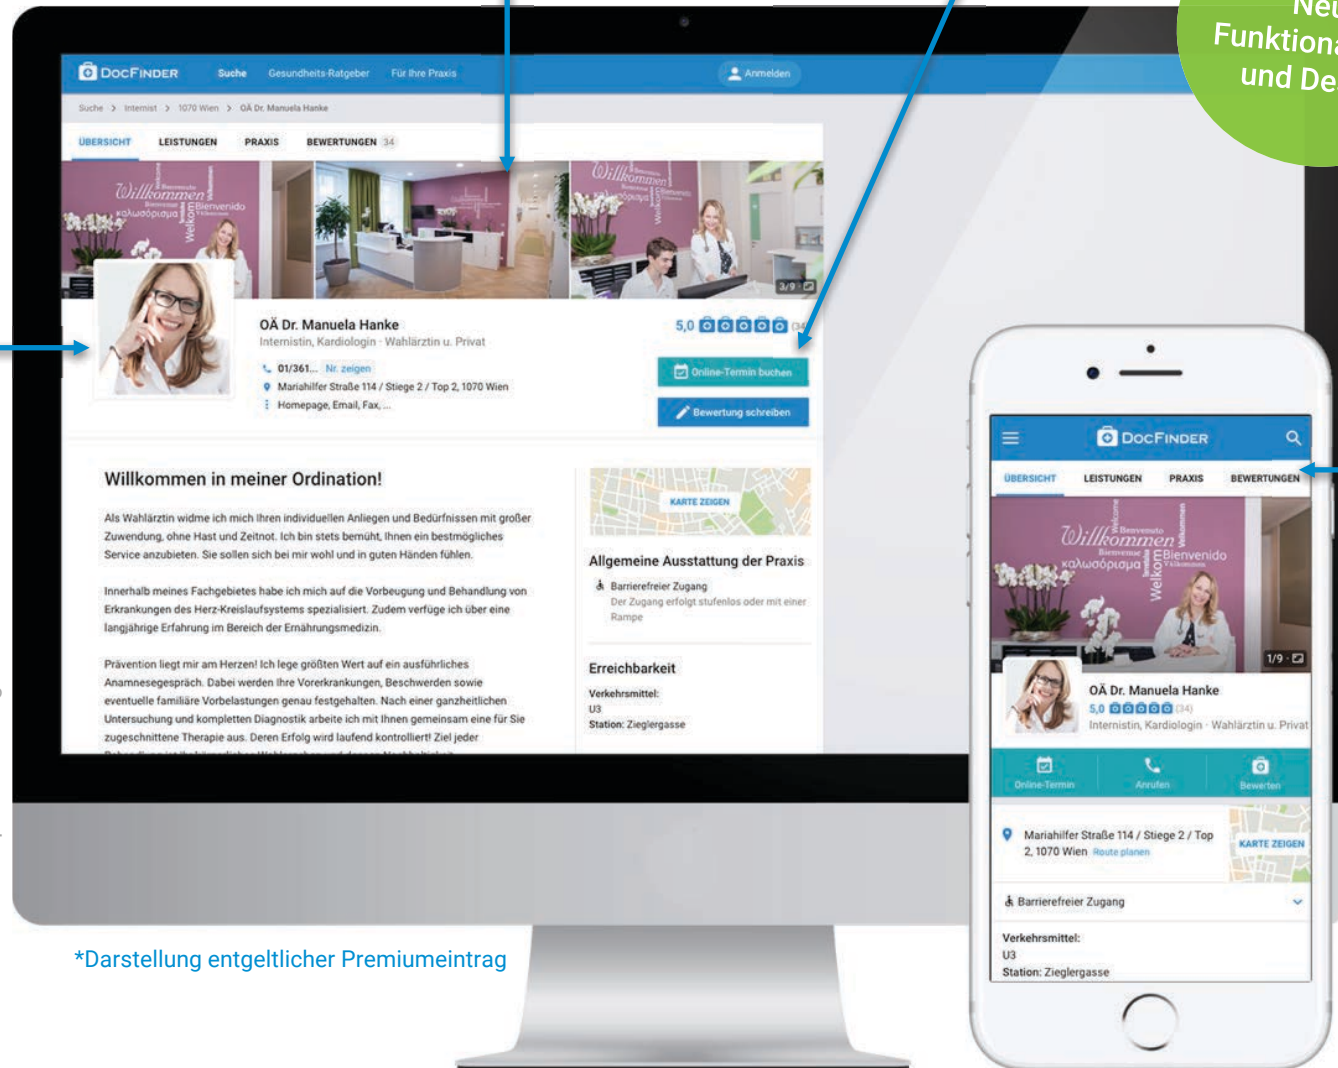 Neu
Funktiona
und Des
DOCFINDER
Suche
Gesundheits-Ratgeber
Für Ihre Praxis
Anmelden
Suche > Internist > 1070 Wien > OÄ Dr. Manuela Hanke
ÜBERSICHT
LEISTUNGEN
PRAXIS
BEWERTUNGEN 34
Willkommen
Benvenuto
Bienvenido
καλωσόρισμα
Welkom
Willkommen
3/9
OÄ Dr. Manuela Hanke
Internistin, Kardiologin · Wahlärztin u. Privat
01/361... Nr. zeigen
Mariahilfer Straße 114 / Stiege 2 / Top 2, 1070 Wien
Homepage, Email, Fax, ...
5,0
(34)
Online-Termin buchen
Bewertung schreiben
Willkommen in meiner Ordination!
Als Wahlärztin widme ich mich Ihren individuellen Anliegen und Bedürfnissen mit großer
Zuwendung, ohne Hast und Zeitnot. Ich bin stets bemüht, Ihnen ein bestmögliches
Service anzubieten. Sie sollen sich bei mir wohl und in guten Händen fühlen.
Innerhalb meines Fachgebietes habe ich mich auf die Vorbeugung und Behandlung von
Erkrankungen des Herz-Kreislaufsystems spezialisiert. Zudem verfüge ich über eine
langjährige Erfahrung im Bereich der Ernährungsmedizin.
Prävention liegt mir am Herzen! Ich lege größten Wert auf ein ausführliches
Anamnesegespräch. Dabei werden Ihre Vorerkrankungen, Beschwerden sowie
eventuelle familiäre Vorbelastungen genau festgehalten. Nach einer ganzheitlichen
Untersuchung und kompletten Diagnostik arbeite ich mit Ihnen gemeinsam eine für Sie
zugeschnittene Therapie aus. Deren Erfolg wird laufend kontrolliert! Ziel jeder
KARTE ZEIGEN
Allgemeine Ausstattung der Praxis
Barrierefreier Zugang
Der Zugang erfolgt stufenlos oder mit einer
Rampe
Erreichbarkeit
Verkehrsmittel:
U3
Station: Zieglergasse
DOCFINDER
ÜBERSICHT
LEISTUNGEN
PRAXIS
BEWERTUNGEN
Welcome
Willkommen
Benvenuto
Bienvenue
Bienvenido
καλωσόρισμα
Välkommen
Welkom
1/9
OÄ Dr. Manuela Hanke
5,0 (34)
Internistin, Kardiologin · Wahlärztin u. Privat
Online-Termin
Anrufen
Bewerten
Mariahilfer Straße 114 / Stiege 2 / Top
2, 1070 Wien Route planen
KARTE ZEIGEN
Barrierefreier Zugang
Verkehrsmittel:
U3
Station: Zieglergasse
*Darstellung entgeltlicher Premiumeintrag